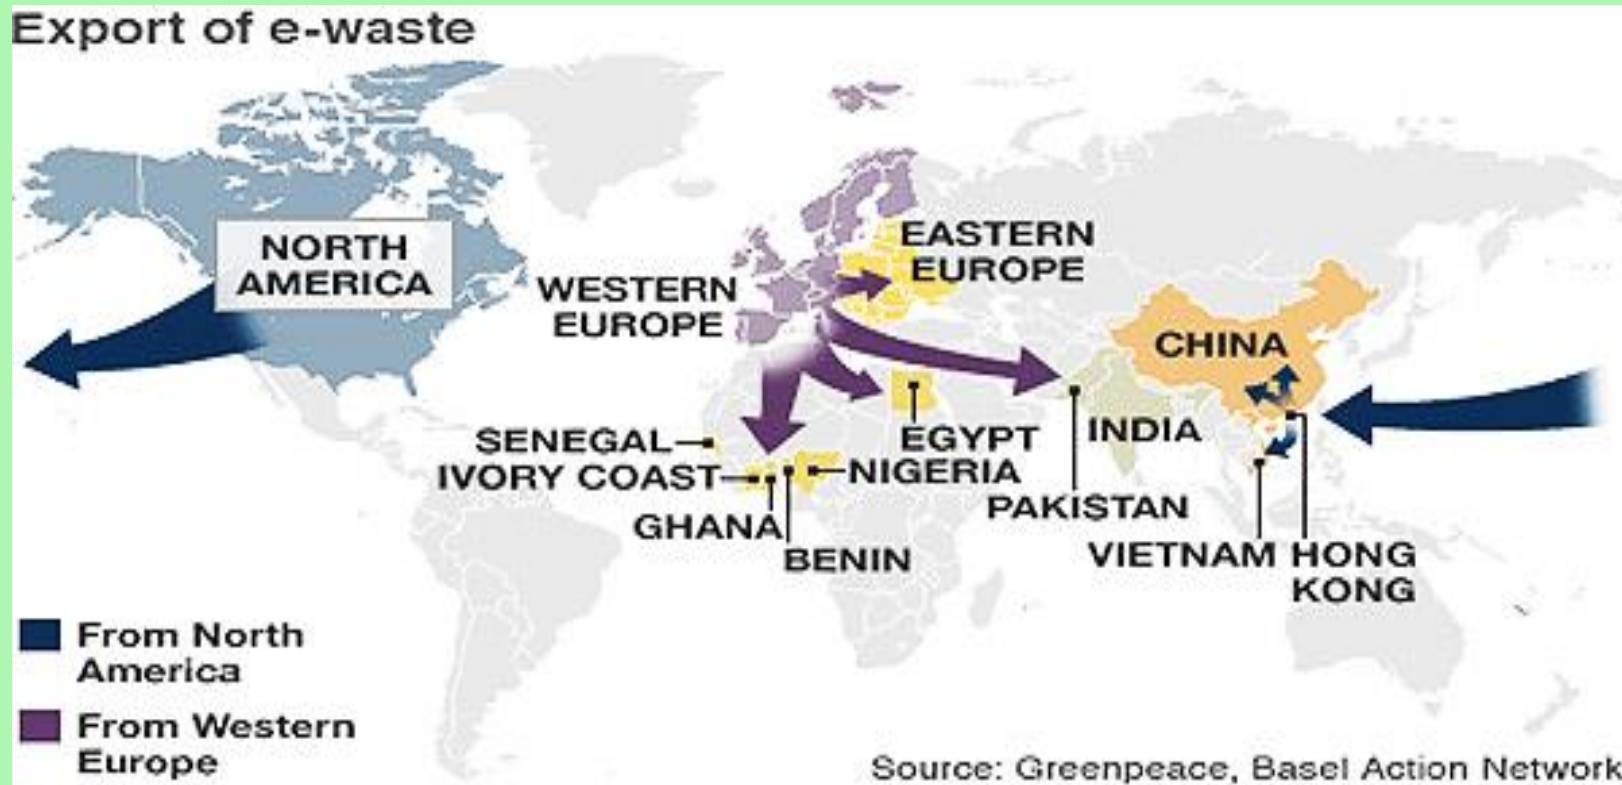 Export of e-waste
NORTH
AMERICA
WESTERN
EUROPE
EASTERN
EUROPE
CHINA
SENEGAL
IVORY COAST
GHANA
BENIN
NIGERIA
EGYPT
INDIA
PAKISTAN
VIETNAM
HONG
KONG
From North
America
From Western
Europe
Source: Greenpeace, Basel Action Network